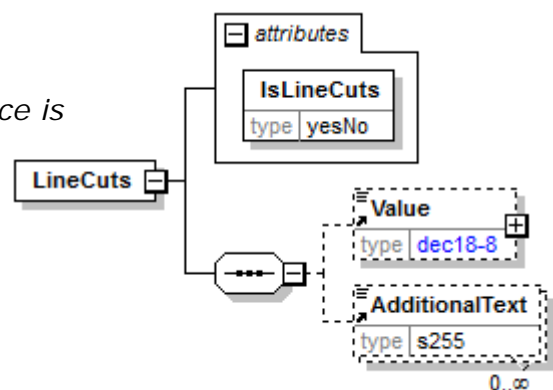 attributes
IsLineCuts
type yesNo
ce is
LineCuts
Value
type dec18-8
AdditionalText
type s255
0..∞